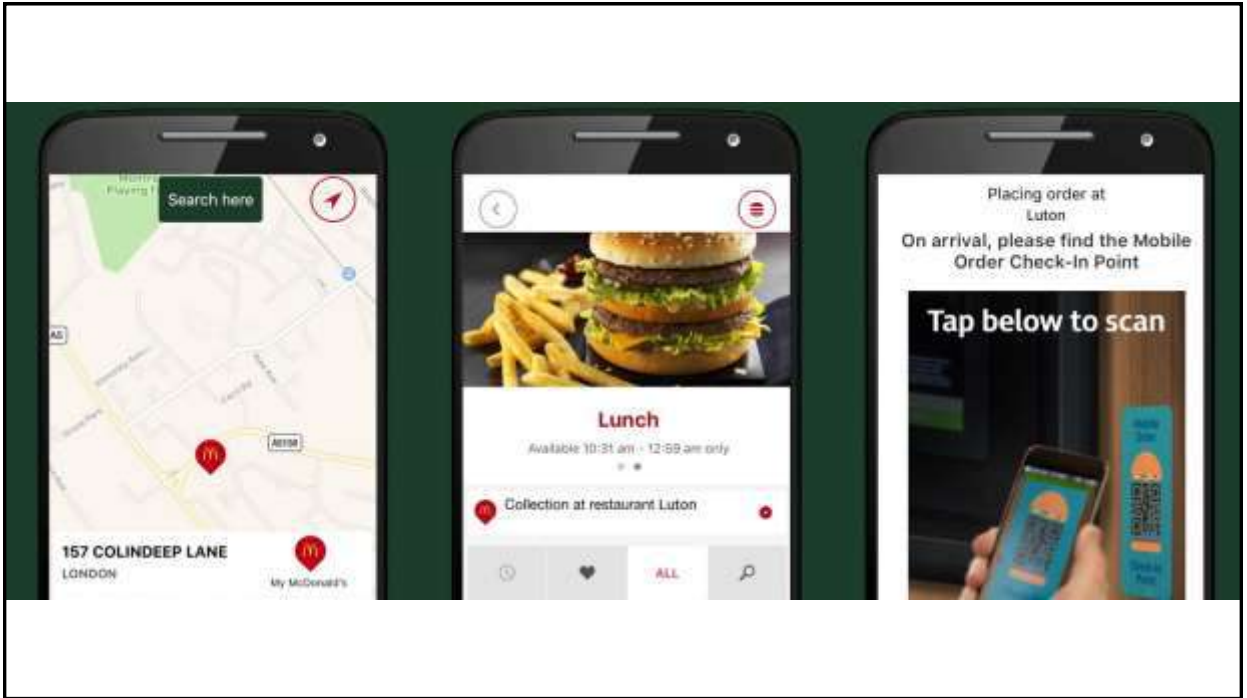 Playing
Search here
A5
157 COLINDEEP LANE
LONDON
My McDonald's
Lunch
Available 10:31 am - 12:59 am only
Collection at restaurant Luton
ALL
Placing order at
Luton
On arrival, please find the Mobile
Order Check-In Point
Tap below to scan